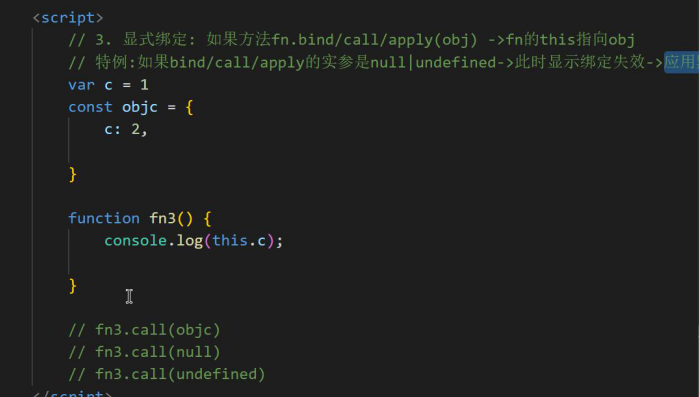 <script>
// 3. 显式绑定: 如果方法fn.bind/call/apply(obj) ->fn的this指向obj
// 特例:如果bind/call/apply的实参是null|undefined->此时显示绑定失效->应用
var c = 1
const objc = {
c: 2,
}
function fn3() {
console.log(this.c);
}
// fn3.call(objc)
// fn3.call(null)
// fn3.call(undefined)
</script>